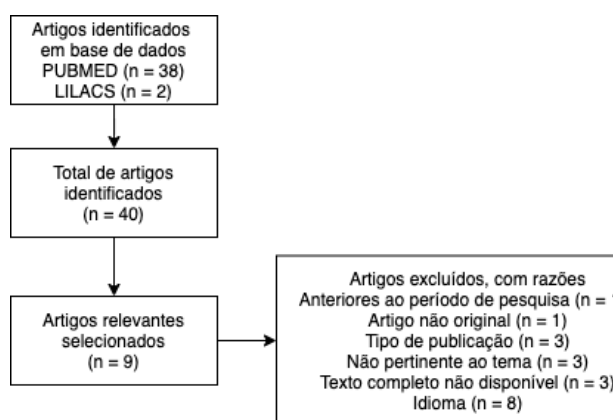 Artigos identificados
em base de dados
PUBMED (n = 38)
LILACS (n = 2)
Total de artigos
identificados
(n = 40)
Artigos relevantes
selecionados
(n = 9)
Artigos excluídos, com razões
Anteriores ao período de pesquisa (n =
Artigo não original (n = 1)
Tipo de publicação (n = 3)
Não pertinente ao tema (n = 3)
Texto completo não disponível (n = 3)
Idioma (n = 8)